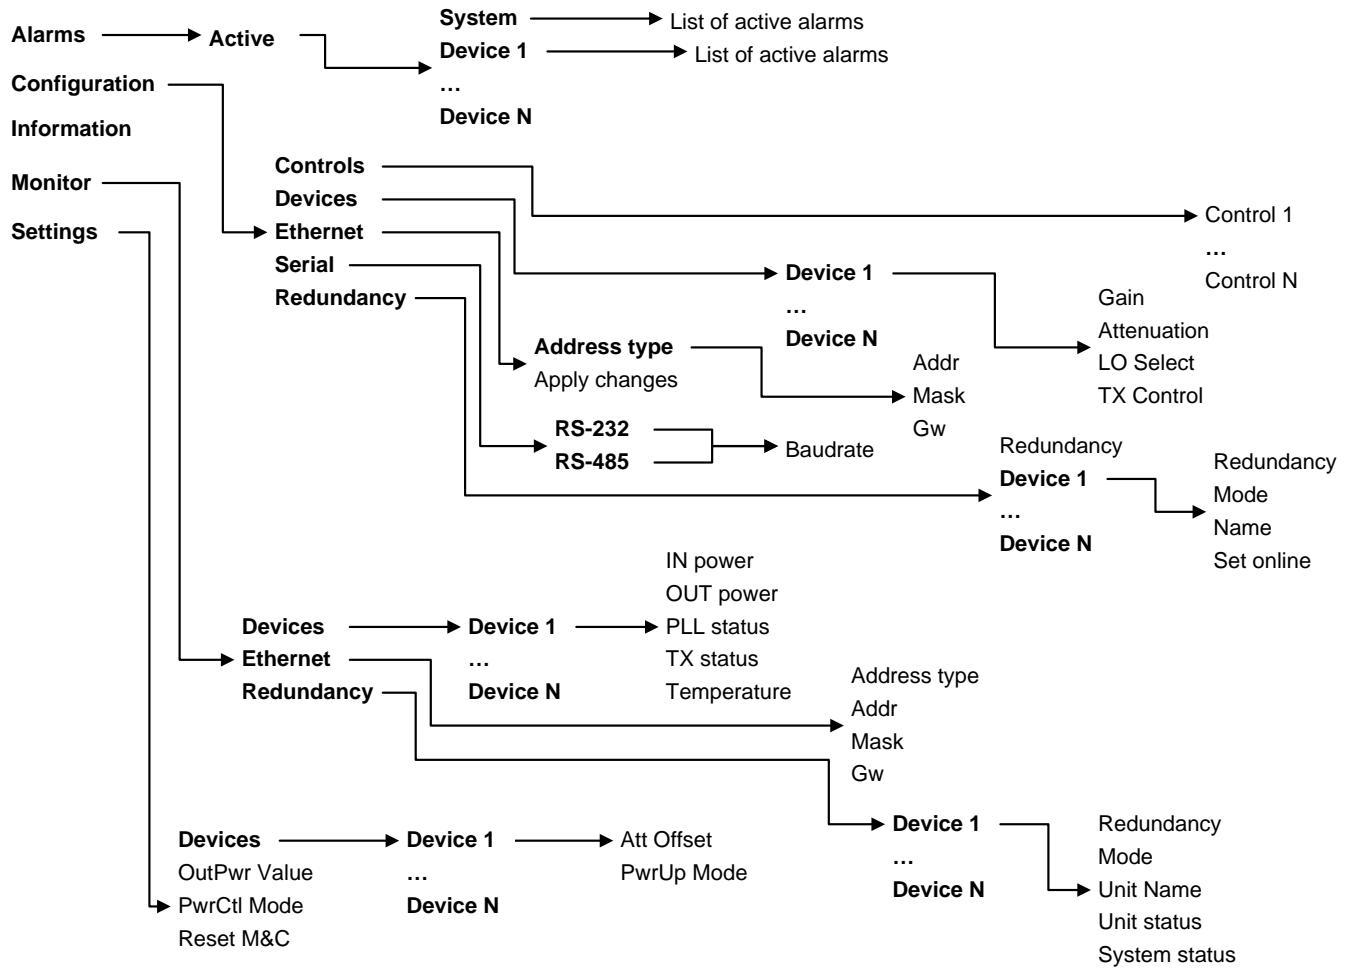 Alarms
Active
System
List of active alarms
Device 1
List of active alarms
…
Device N
Configuration
Information
Monitor
Settings
Controls
Devices
Ethernet
Serial
Redundancy
Control 1
…
Control N
Device 1
…
Device N
Gain
Attenuation
LO Select
TX Control
Address type
Apply changes
Addr
Mask
Gw
RS-232
RS-485
Baudrate
Redundancy
Device 1
…
Device N
Redundancy
Mode
Name
Set online
Devices
Ethernet
Redundancy
Device 1
…
Device N
IN power
OUT power
PLL status
TX status
Temperature
Address type
Addr
Mask
Gw
Device 1
…
Device N
Redundancy
Mode
Unit Name
Unit status
System status
Devices
OutPwr Value
PwrCtl Mode
Reset M&C
Device 1
…
Device N
Att Offset
PwrUp Mode